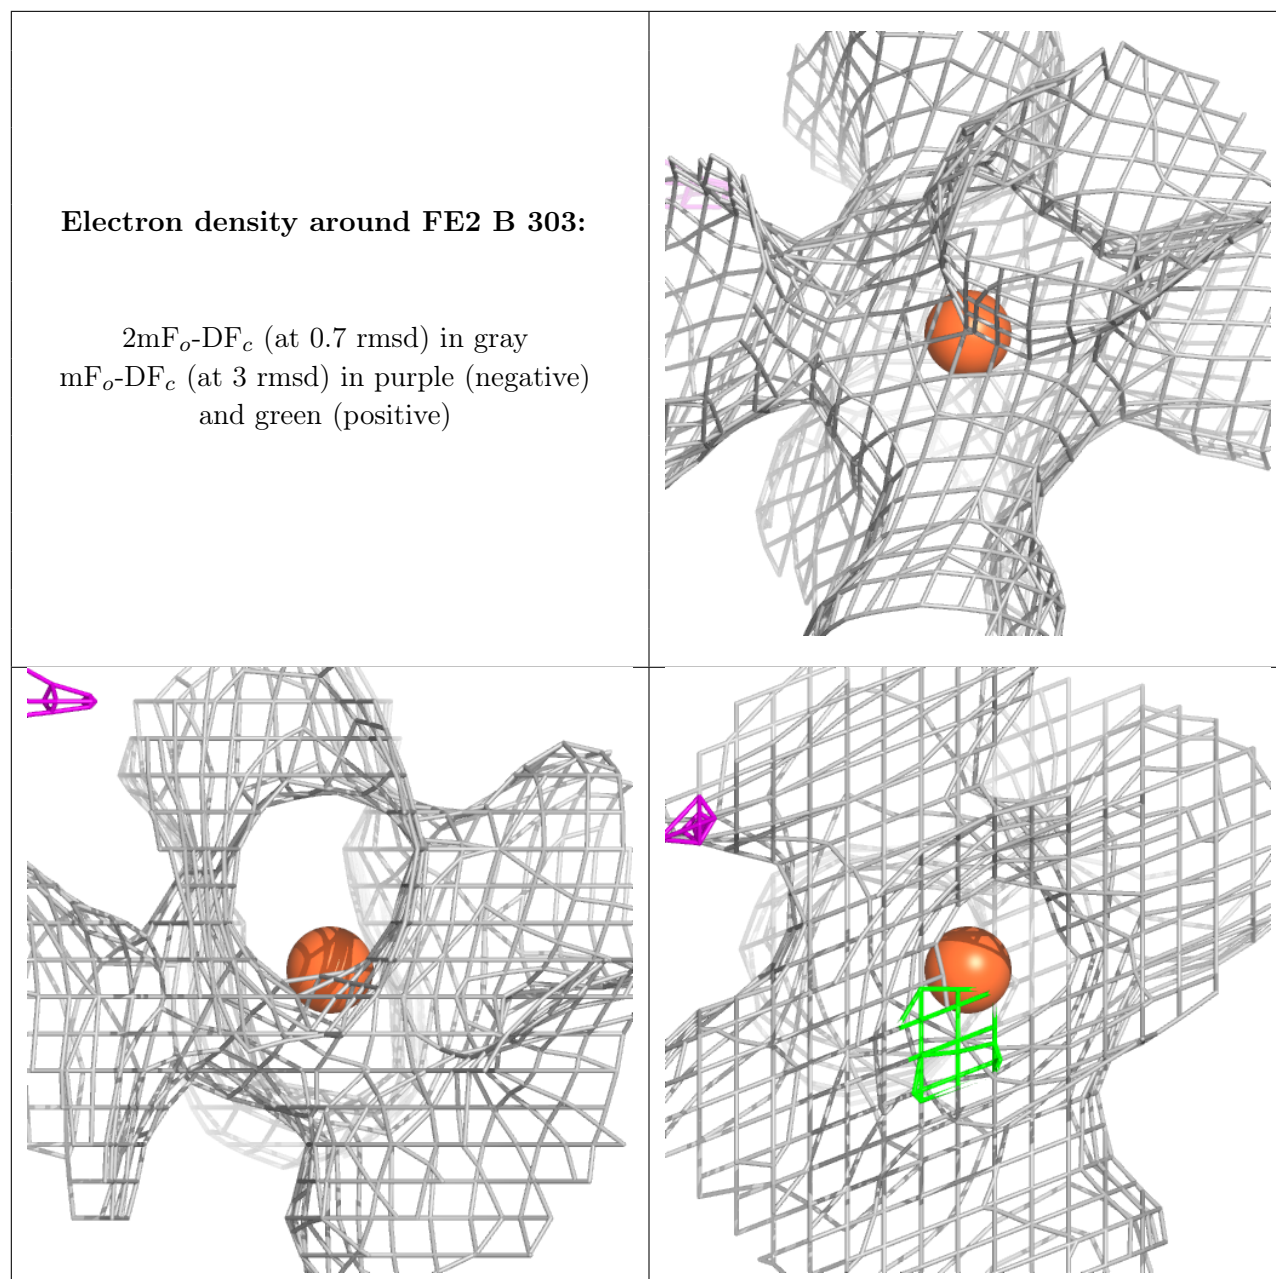 Electron density around FE2 B 303:
2mFo-DFc (at 0.7 rmsd) in gray
mFo-DFc (at 3 rmsd) in purple (negative)
and green (positive)